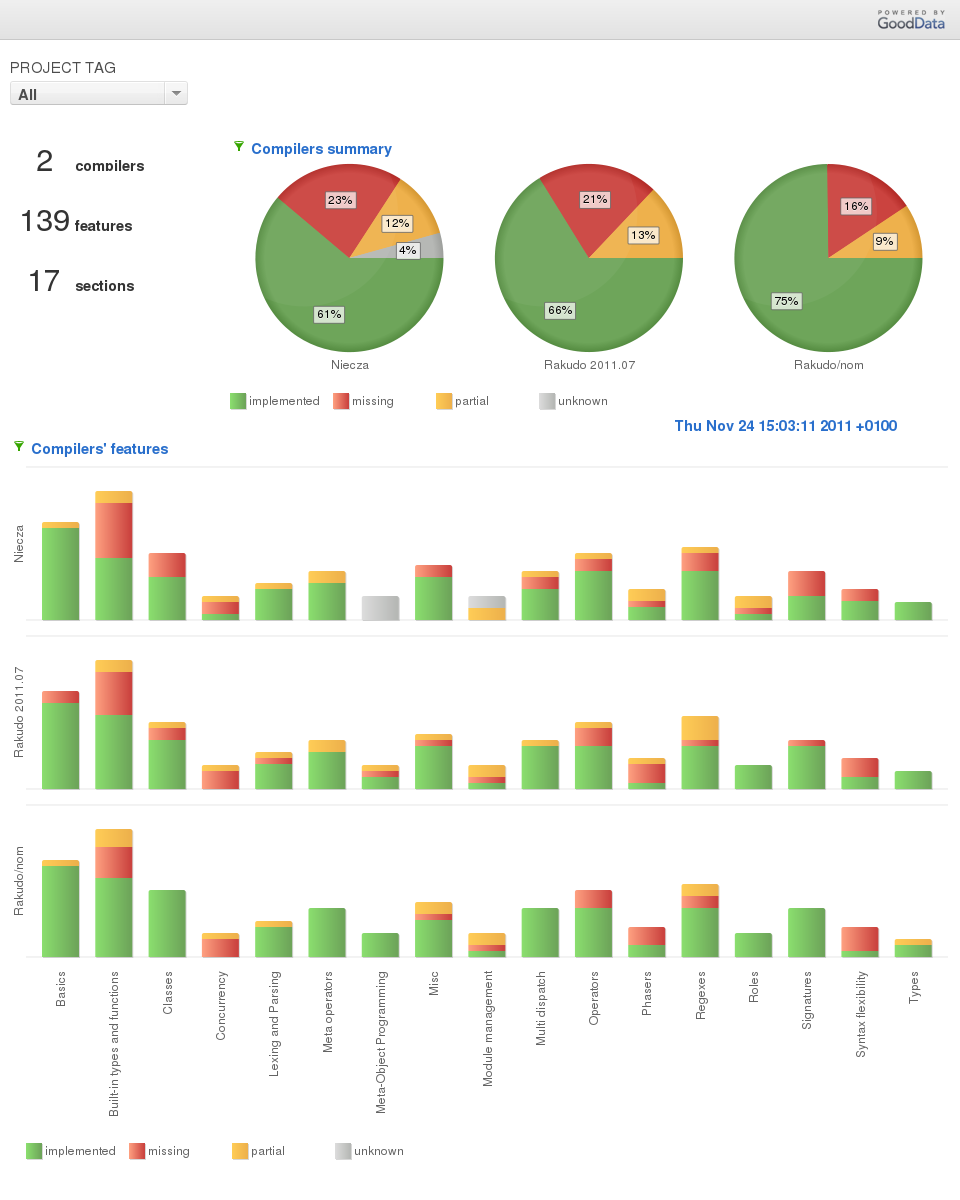 POWERED BY
GoodData
PROJECT TAG
All
2 compilers
139 features
17 sections
Compilers summary
23%
12%
4%
61%
Niecza
21%
13%
66%
Rakudo 2011.07
16%
9%
75%
Rakudo/nom
implemented missing partial unknown
Thu Nov 24 15:03:11 2011 +0100
Compilers' features
Niecza
Rakudo 2011.07
Rakudo/nom
Basics
Built-in types and functions
Classes
Concurrency
Lexing and Parsing
Meta operators
Meta-Object Programming
Misc
Module management
Multi dispatch
Operators
Phasers
Regexes
Roles
Signatures
Syntax flexibility
Types
implemented missing partial unknown